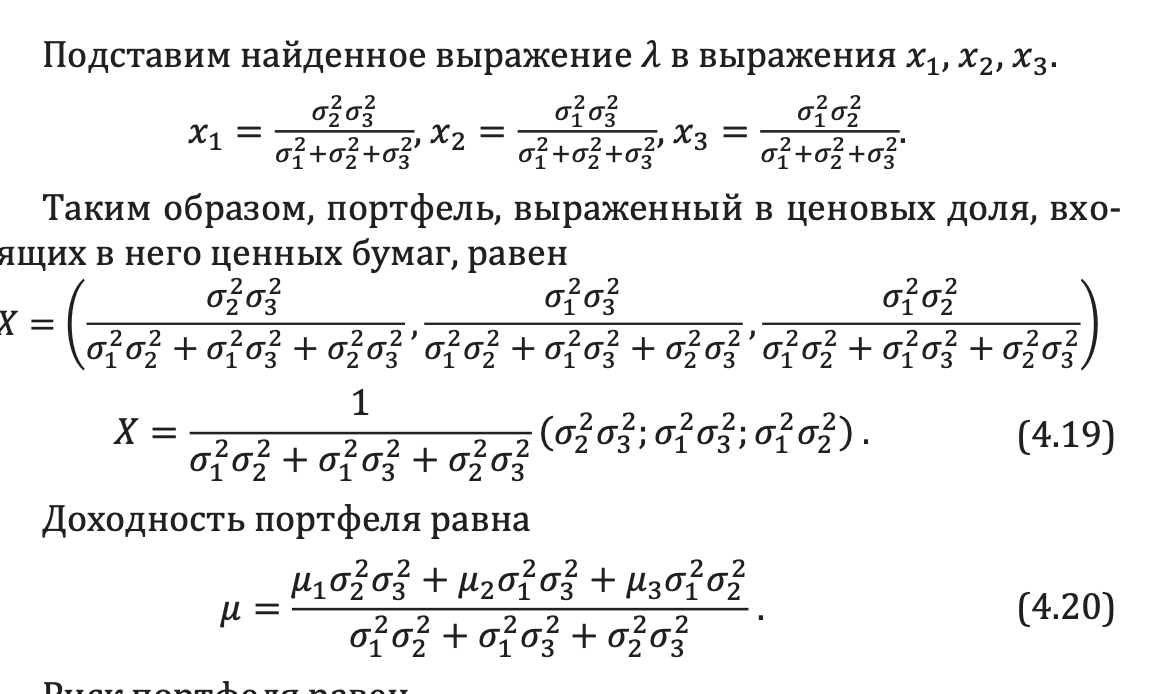 Подставим найденное выражение λ в выражения x₁, x₂, x₃.
x₁ = σ₂²σ₃² / (σ₁²+σ₂²+σ₃²), x₂ = σ₁²σ₃² / (σ₁²+σ₂²+σ₃²), x₃ = σ₁²σ₂² / (σ₁²+σ₂²+σ₃²).
Таким образом, портфель, выраженный в ценовых доля, вхо-
ящих в него ценных бумаг, равен
X = (σ₂²σ₃² / (σ₁²σ₂² + σ₁²σ₃² + σ₂²σ₃²), σ₁²σ₃² / (σ₁²σ₂² + σ₁²σ₃² + σ₂²σ₃²), σ₁²σ₂² / (σ₁²σ₂² + σ₁²σ₃² + σ₂²σ₃²))
X = 1 / (σ₁²σ₂² + σ₁²σ₃² + σ₂²σ₃²) (σ₂²σ₃²; σ₁²σ₃²; σ₁²σ₂²) . (4.19)
Доходность портфеля равна
μ = (μ₁σ₂²σ₃² + μ₂σ₁²σ₃² + μ₃σ₁²σ₂²) / (σ₁²σ₂² + σ₁²σ₃² + σ₂²σ₃²) . (4.20)
Риск портфеля равен